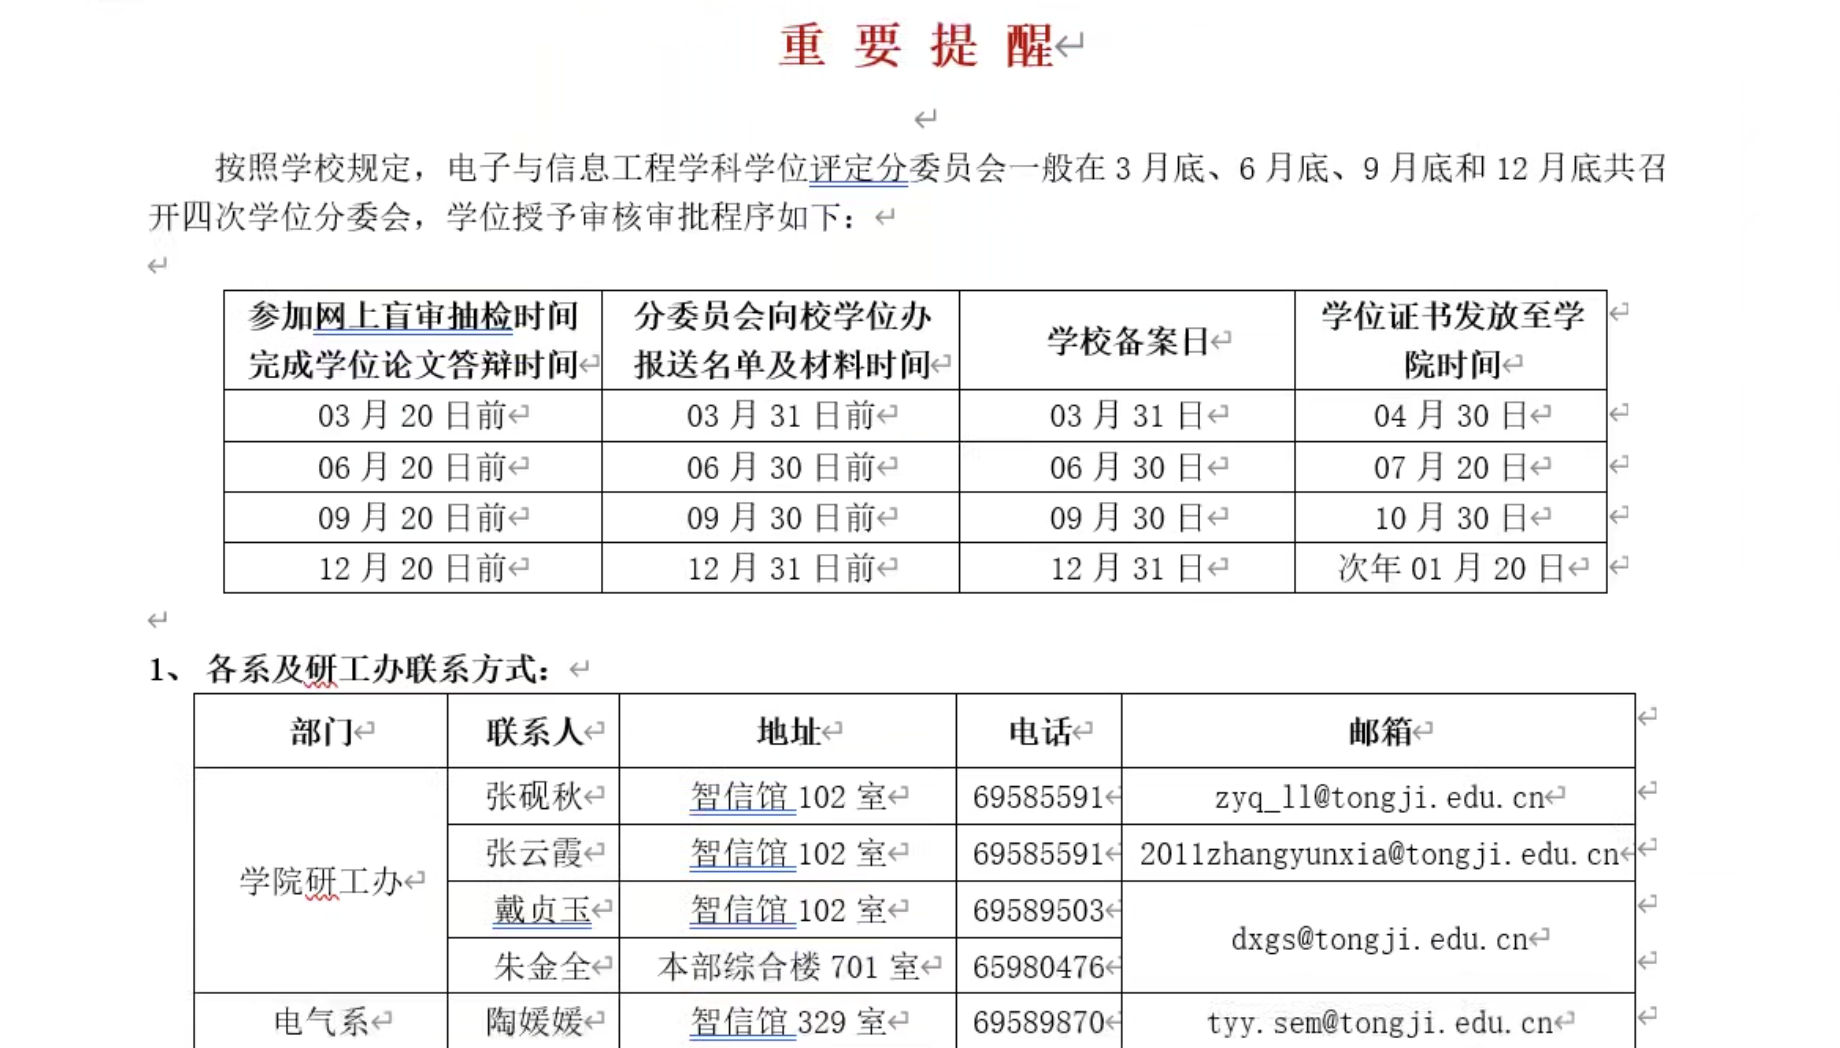 重 要 提 醒
按照学校规定，电子与信息工程学科学位评定分委员会一般在 3 月底、6 月底、9 月底和 12 月底共召
开四次学位分委会，学位授予审核审批程序如下：
参加网上盲审抽检时间
完成学位论文答辩时间
分委员会向校学位办
报送名单及材料时间
学校备案日
学位证书发放至学
院时间
03 月 20 日前 03 月 31 日前 03 月 31 日 04 月 30 日
06 月 20 日前 06 月 30 日前 06 月 30 日 07 月 20 日
09 月 20 日前 09 月 30 日前 09 月 30 日 10 月 30 日
12 月 20 日前 12 月 31 日前 12 月 31 日 次年 01 月 20 日
1、 各系及研工办联系方式：
部门 联系人 地址 电话 邮箱
学院研工办
张砚秋 智信馆 102 室 69585591 zyq_ll@tongji.edu.cn
张云霞 智信馆 102 室 69585591 2011zhangyunxia@tongji.edu.cn
戴贞玉 智信馆 102 室 69589503
dxgs@tongji.edu.cn
朱金全 本部综合楼 701 室 65980476
电气系 陶媛媛 智信馆 329 室 69589870 tyy.sem@tongji.edu.cn